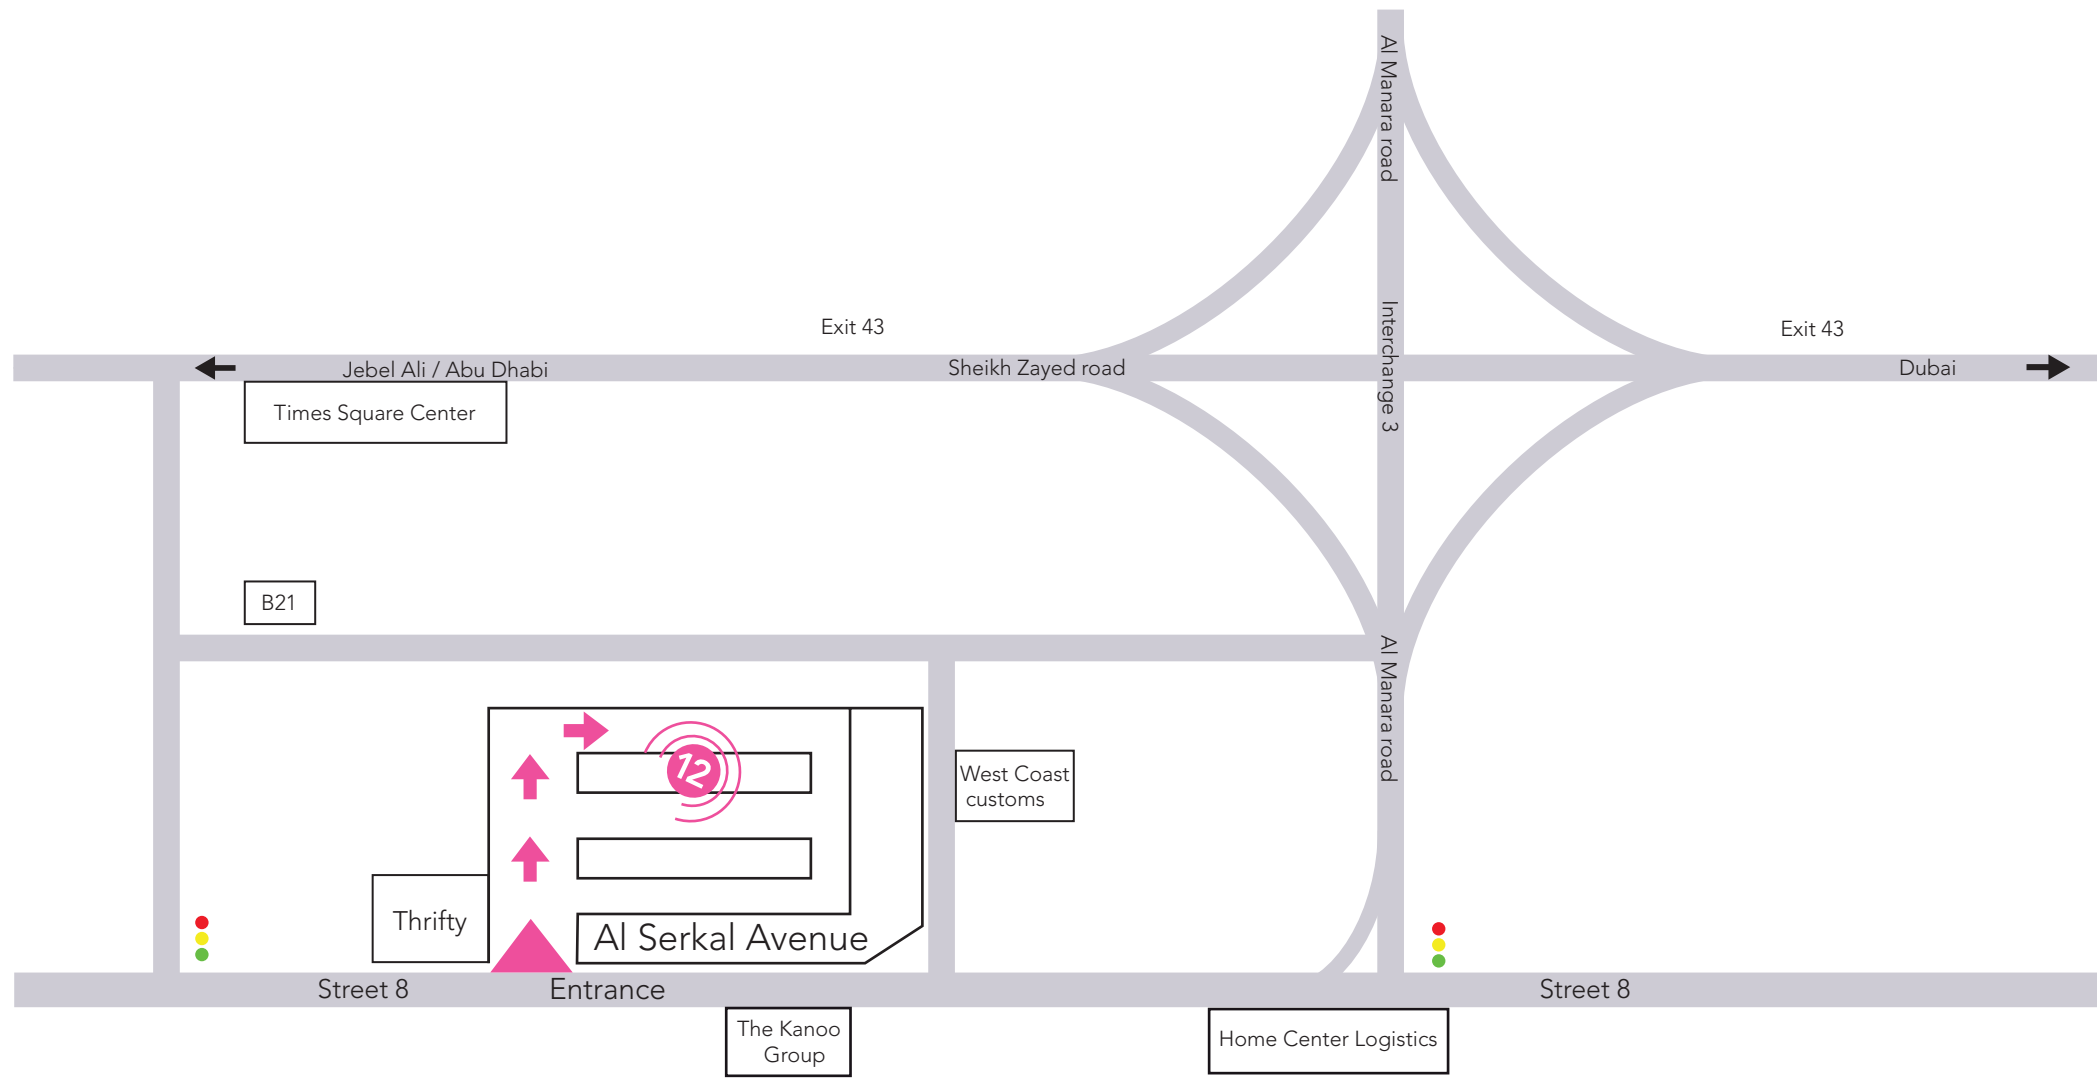 Al Manara road
Exit 43
Exit 43
Interchange 3
Jebel Ali / Abu Dhabi
Sheikh Zayed road
Dubai
Times Square Center
B21
Al Manara road
12
West Coast
customs
Thrifty
Al Serkal Avenue
Street 8
Entrance
Street 8
The Kanoo
Group
Home Center Logistics